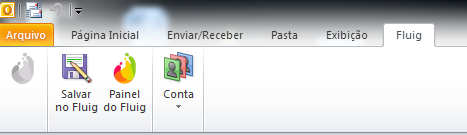 Arquivo Página Inicial Enviar/Receber Pasta Exibição Fluig
Salvar no Fluig
Painel do Fluig
Conta